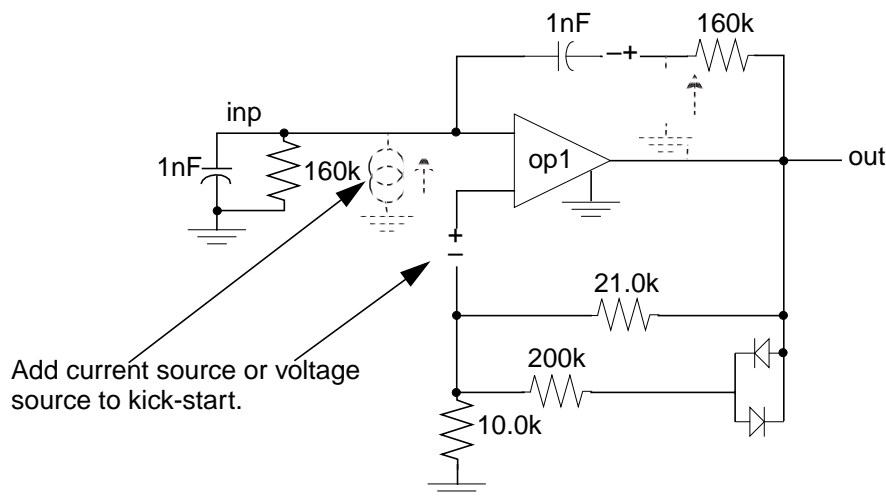 1nF
160k
−+
inp
1nF
160k
op1
out
+
−
21.0k
200k
Add current source or voltage
source to kick-start.
10.0k